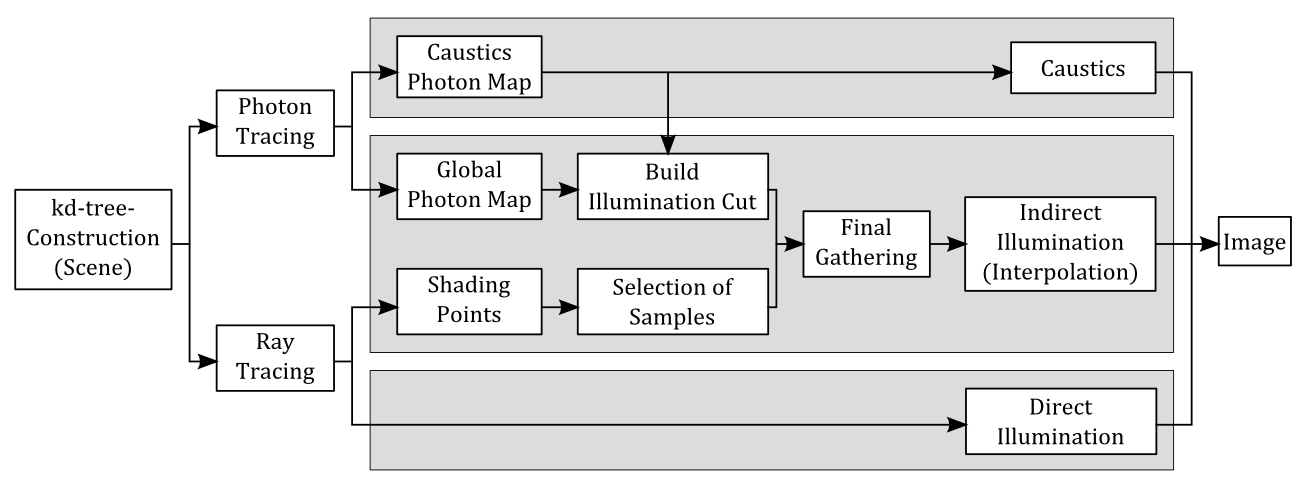 kd-tree-
Construction
(Scene)
Photon
Tracing
Ray
Tracing
Caustics
Photon Map
Caustics
Global
Photon Map
Build
Illumination Cut
Shading
Points
Selection of
Samples
Final
Gathering
Indirect
Illumination
(Interpolation)
Direct
Illumination
Image